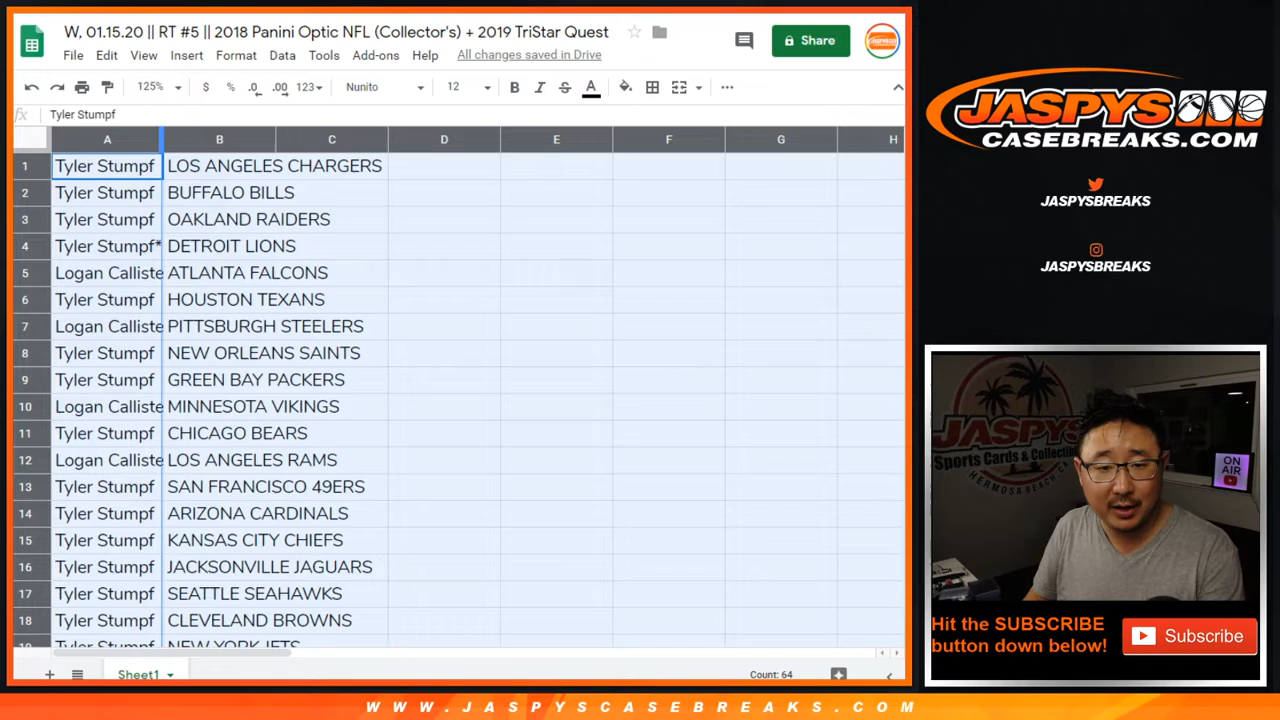 W, 01.15.20 || RT #5 || 2018 Panini Optic NFL (Collector's) + 2019 TriStar Quest
File Edit View Insert Format Data Tools Add-ons Help All changes saved in Drive
Share
125% $ % .0 .00 123 Nunito 12 B I S A
fx Tyler Stumpf
A B C D E F G H
1 Tyler Stumpf LOS ANGELES CHARGERS
2 Tyler Stumpf BUFFALO BILLS
3 Tyler Stumpf OAKLAND RAIDERS
4 Tyler Stumpf* DETROIT LIONS
5 Logan Calliste ATLANTA FALCONS
6 Tyler Stumpf HOUSTON TEXANS
7 Logan Calliste PITTSBURGH STEELERS
8 Tyler Stumpf NEW ORLEANS SAINTS
9 Tyler Stumpf GREEN BAY PACKERS
10 Logan Calliste MINNESOTA VIKINGS
11 Tyler Stumpf CHICAGO BEARS
12 Logan Calliste LOS ANGELES RAMS
13 Tyler Stumpf SAN FRANCISCO 49ERS
14 Tyler Stumpf ARIZONA CARDINALS
15 Tyler Stumpf KANSAS CITY CHIEFS
16 Tyler Stumpf JACKSONVILLE JAGUARS
17 Tyler Stumpf SEATTLE SEAHAWKS
18 Tyler Stumpf CLEVELAND BROWNS
19 Tyler Stumpf NEW YORK JETS
Sheet1
Count: 64
JASPYS
CASEBREAKS.COM
JASPYSBREAKS
JASPYSBREAKS
JASPYS
Sports Cards & Collectib
HERMOSA BEACH
ON
AIR
Hit the SUBSCRIBE
button down below!
Subscribe
WWW.JASPYSCASEBREAKS.COM